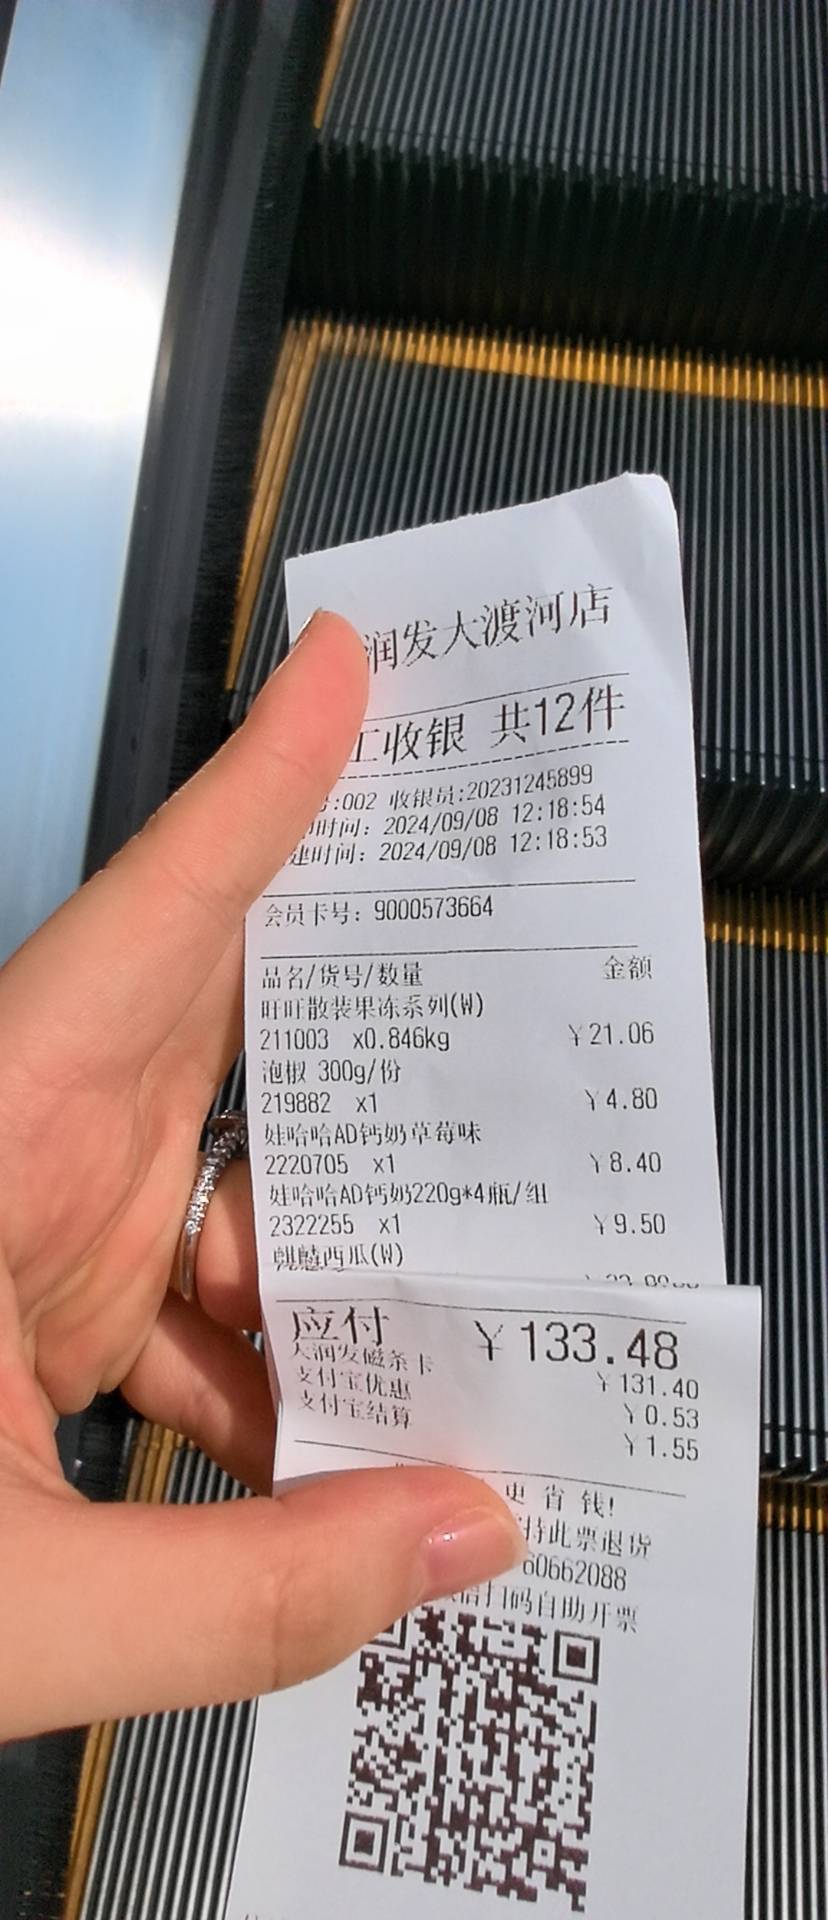 润发大渡河店
工收银 共12件
号:002 收银员:20231245899
印时间: 2024/09/08 12:18:54
建时间: 2024/09/08 12:18:53
会员卡号: 9000573664
品名/货号/数量 金额
旺旺散装果冻系列(W)
211003 x0.846kg ￥21.06
泡椒 300g/份
219882 x1 ￥4.80
娃哈哈AD钙奶草莓味
2220705 x1 ￥8.40
娃哈哈AD钙奶220g*4瓶/组
2322255 x1 ￥9.50
麒麟西瓜(W)
应付 ￥133.48
大润发磁条卡 ￥131.40
支付宝优惠 ￥0.53
支付宝结算 ￥1.55
更省钱!
持此票退货
60662088
信扫码自助开票